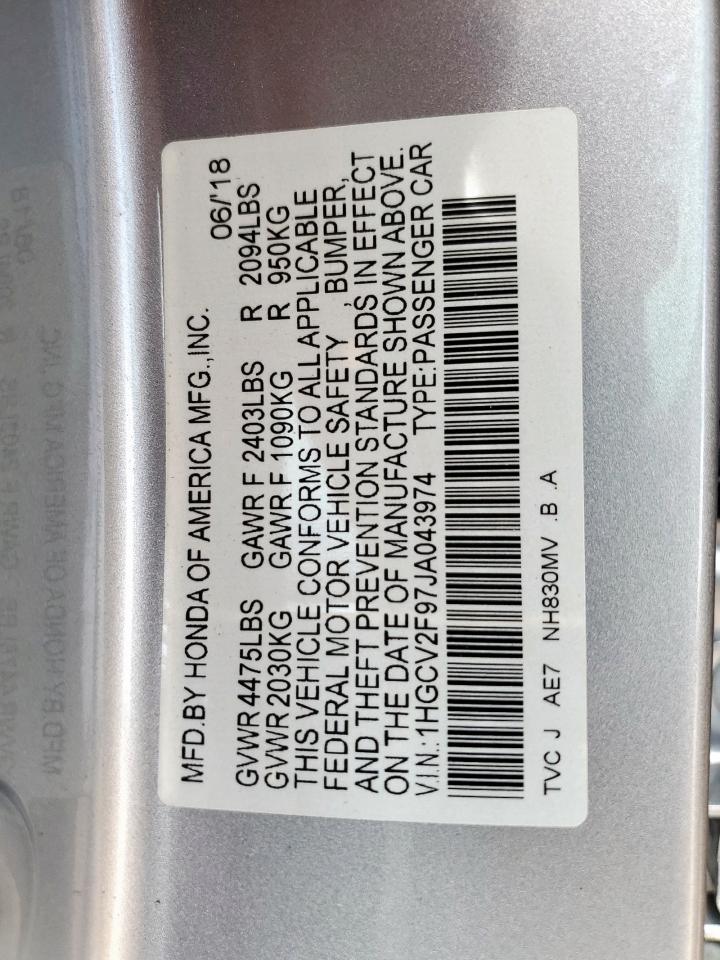 06/'18
MFD.BY HONDA OF AMERICA MFG.,INC.
GVWR 4475LBS GAWR F 2403LBS R 2094LBS
GVWR 2030KG GAWR F 1090KG R 950KG
THIS VEHICLE CONFORMS TO ALL APPLICABLE
FEDERAL MOTOR VEHICLE SAFETY , BUMPER,
AND THEFT PREVENTION STANDARDS IN EFFECT
ON THE DATE OF MANUFACTURE SHOWN ABOVE.
V.I.N.:1HGCV2F97JA043974 TYPE:PASSENGER CAR
TVC J AE7 NH830MV .B .A